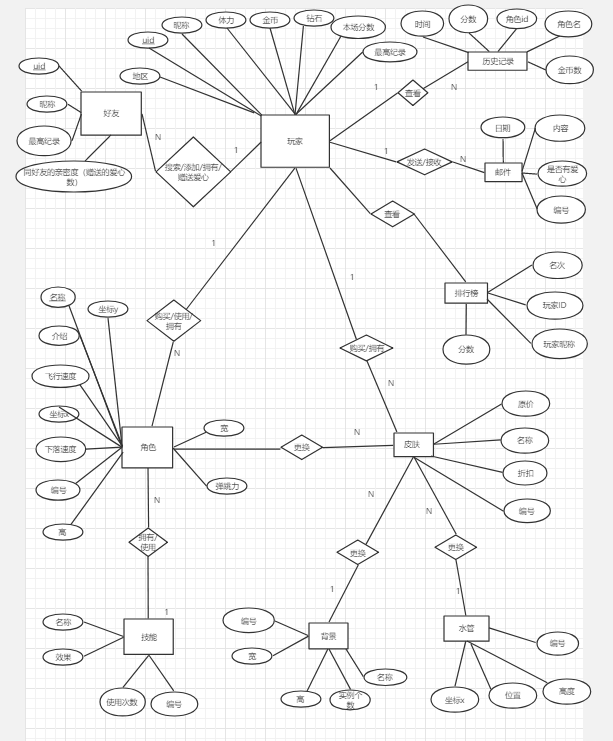 昵称
体力
金币
钻石
本场分数
最高纪录
uid
地区
时间
分数
角色id
角色名
金币数
历史记录
查看
1
N
uid
昵称
最高纪录
同好友的亲密度（赠送的爱心
数）
好友
N
搜索/添加/拥有/
赠送爱心
1
玩家
1
发送/接收
N
日期
内容
是否有爱
心
编号
邮件
查看
排行榜
名次
玩家ID
玩家昵称
分数
1
购买/使用/
拥有
N
1
购买/拥有
N
名称
坐标y
介绍
飞行速度
坐标x
下落速度
编号
高
角色
宽
弹跳力
更换
N
皮肤
原价
名称
折扣
编号
N
拥有/
使用
1
名称
效果
技能
使用次数
编号
N
更换
1
编号
宽
背景
高
实例个
数
名称
N
更换
1
水管
编号
坐标x
位置
高度